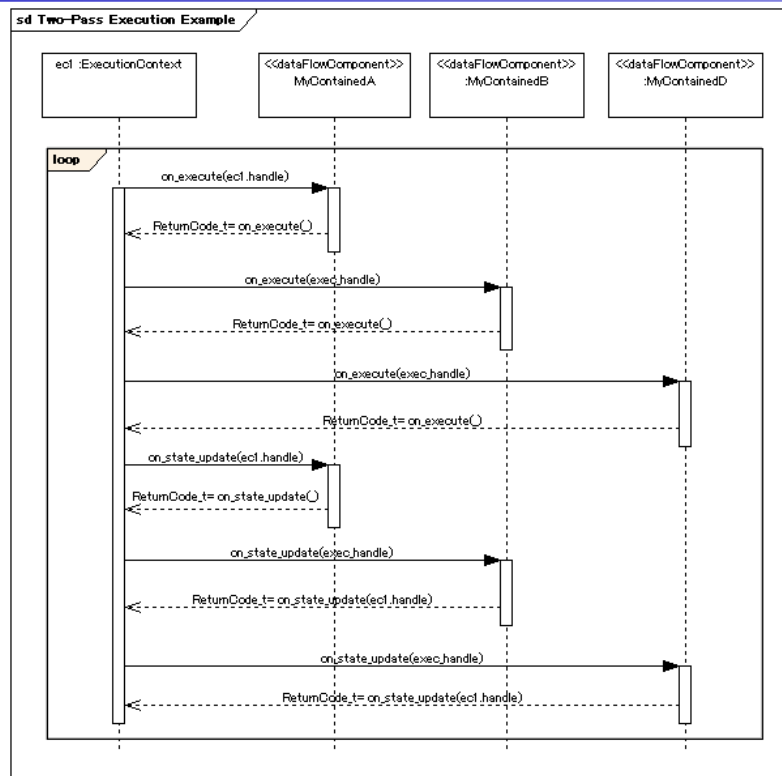 sd Two-Pass Execution Example
ec1 :ExecutionContext
<<dataFlowComponent>>
MyContainedA
<<dataFlowComponent>>
:MyContainedB
<<dataFlowComponent>>
:MyContainedD
loop
on_execute(ec1.handle)
ReturnCode_t= on_execute()
on_execute(exec_handle)
ReturnCode_t= on_execute()
on_execute(exec_handle)
ReturnCode_t= on_execute()
on_state_update(ec1.handle)
ReturnCode_t= on_state_update()
on_state_update(exec_handle)
ReturnCode_t= on_state_update(ec1.handle)
on_state_update(exec_handle)
ReturnCode_t= on_state_update(ec1.handle)